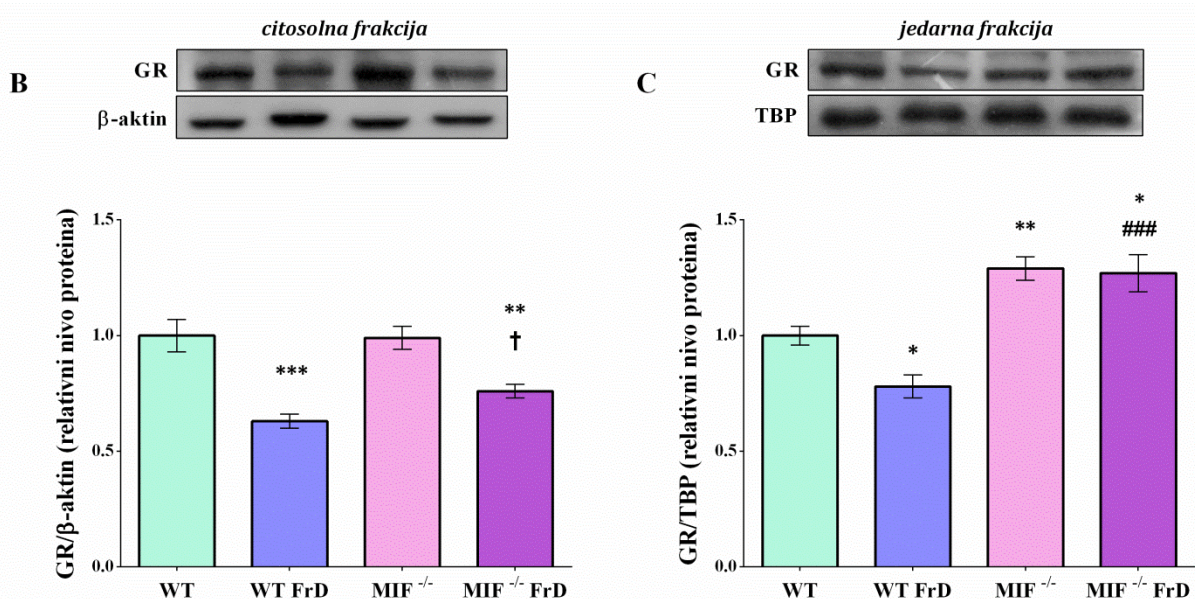 B
citosolna frakcija
GR
β-aktin
GR/β-aktin (relativni nivo proteina)
1.5
1.0
0.5
0.0
***
**
†
WT
WT FrD
MIF -/-
MIF -/- FrD
C
jedarna frakcija
GR
TBP
GR/TBP (relativni nivo proteina)
1.5
1.0
0.5
0.0
*
**
*
###
WT
WT FrD
MIF -/-
MIF -/- FrD